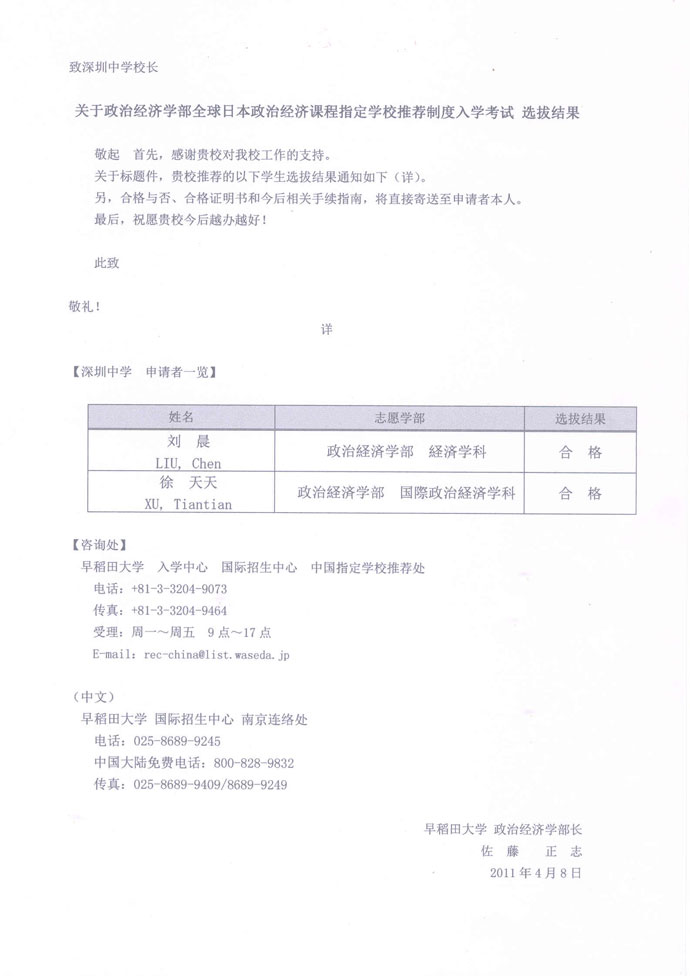 致深圳中学校长
关于政治经济学部全球日本政治经济课程指定学校推荐制度入学考试 选拔结果
敬起　首先，感谢贵校对我校工作的支持。
关于标题件，贵校推荐的以下学生选拔结果通知如下（详）。
另，合格与否、合格证明书和今后相关手续指南，将直接寄送至申请者本人。
最后，祝愿贵校今后越办越好！
此致
敬礼！
详
【深圳中学　申请者一览】
姓名　志愿学部　选拔结果
刘　晨
LIU, Chen
政治経済学部　経済学科　合　格
徐　天天
XU, Tiantian
政治経済学部　国際政治経済学科　合　格
【咨询处】
早稻田大学　入学中心　国际招生中心　中国指定学校推荐处
电话：+81-3-3204-9073
传真：+81-3-3204-9464
受理：周一～周五　9点～17点
E-mail：rec-china@list.waseda.jp
（中文）
早稻田大学 国际招生中心 南京连络处
电话：025-8689-9245
中国大陆免费电话：800-828-9832
传真：025-8689-9409/8689-9249
早稻田大学 政治经济学部长
佐　藤　　正　志
2011年4月8日